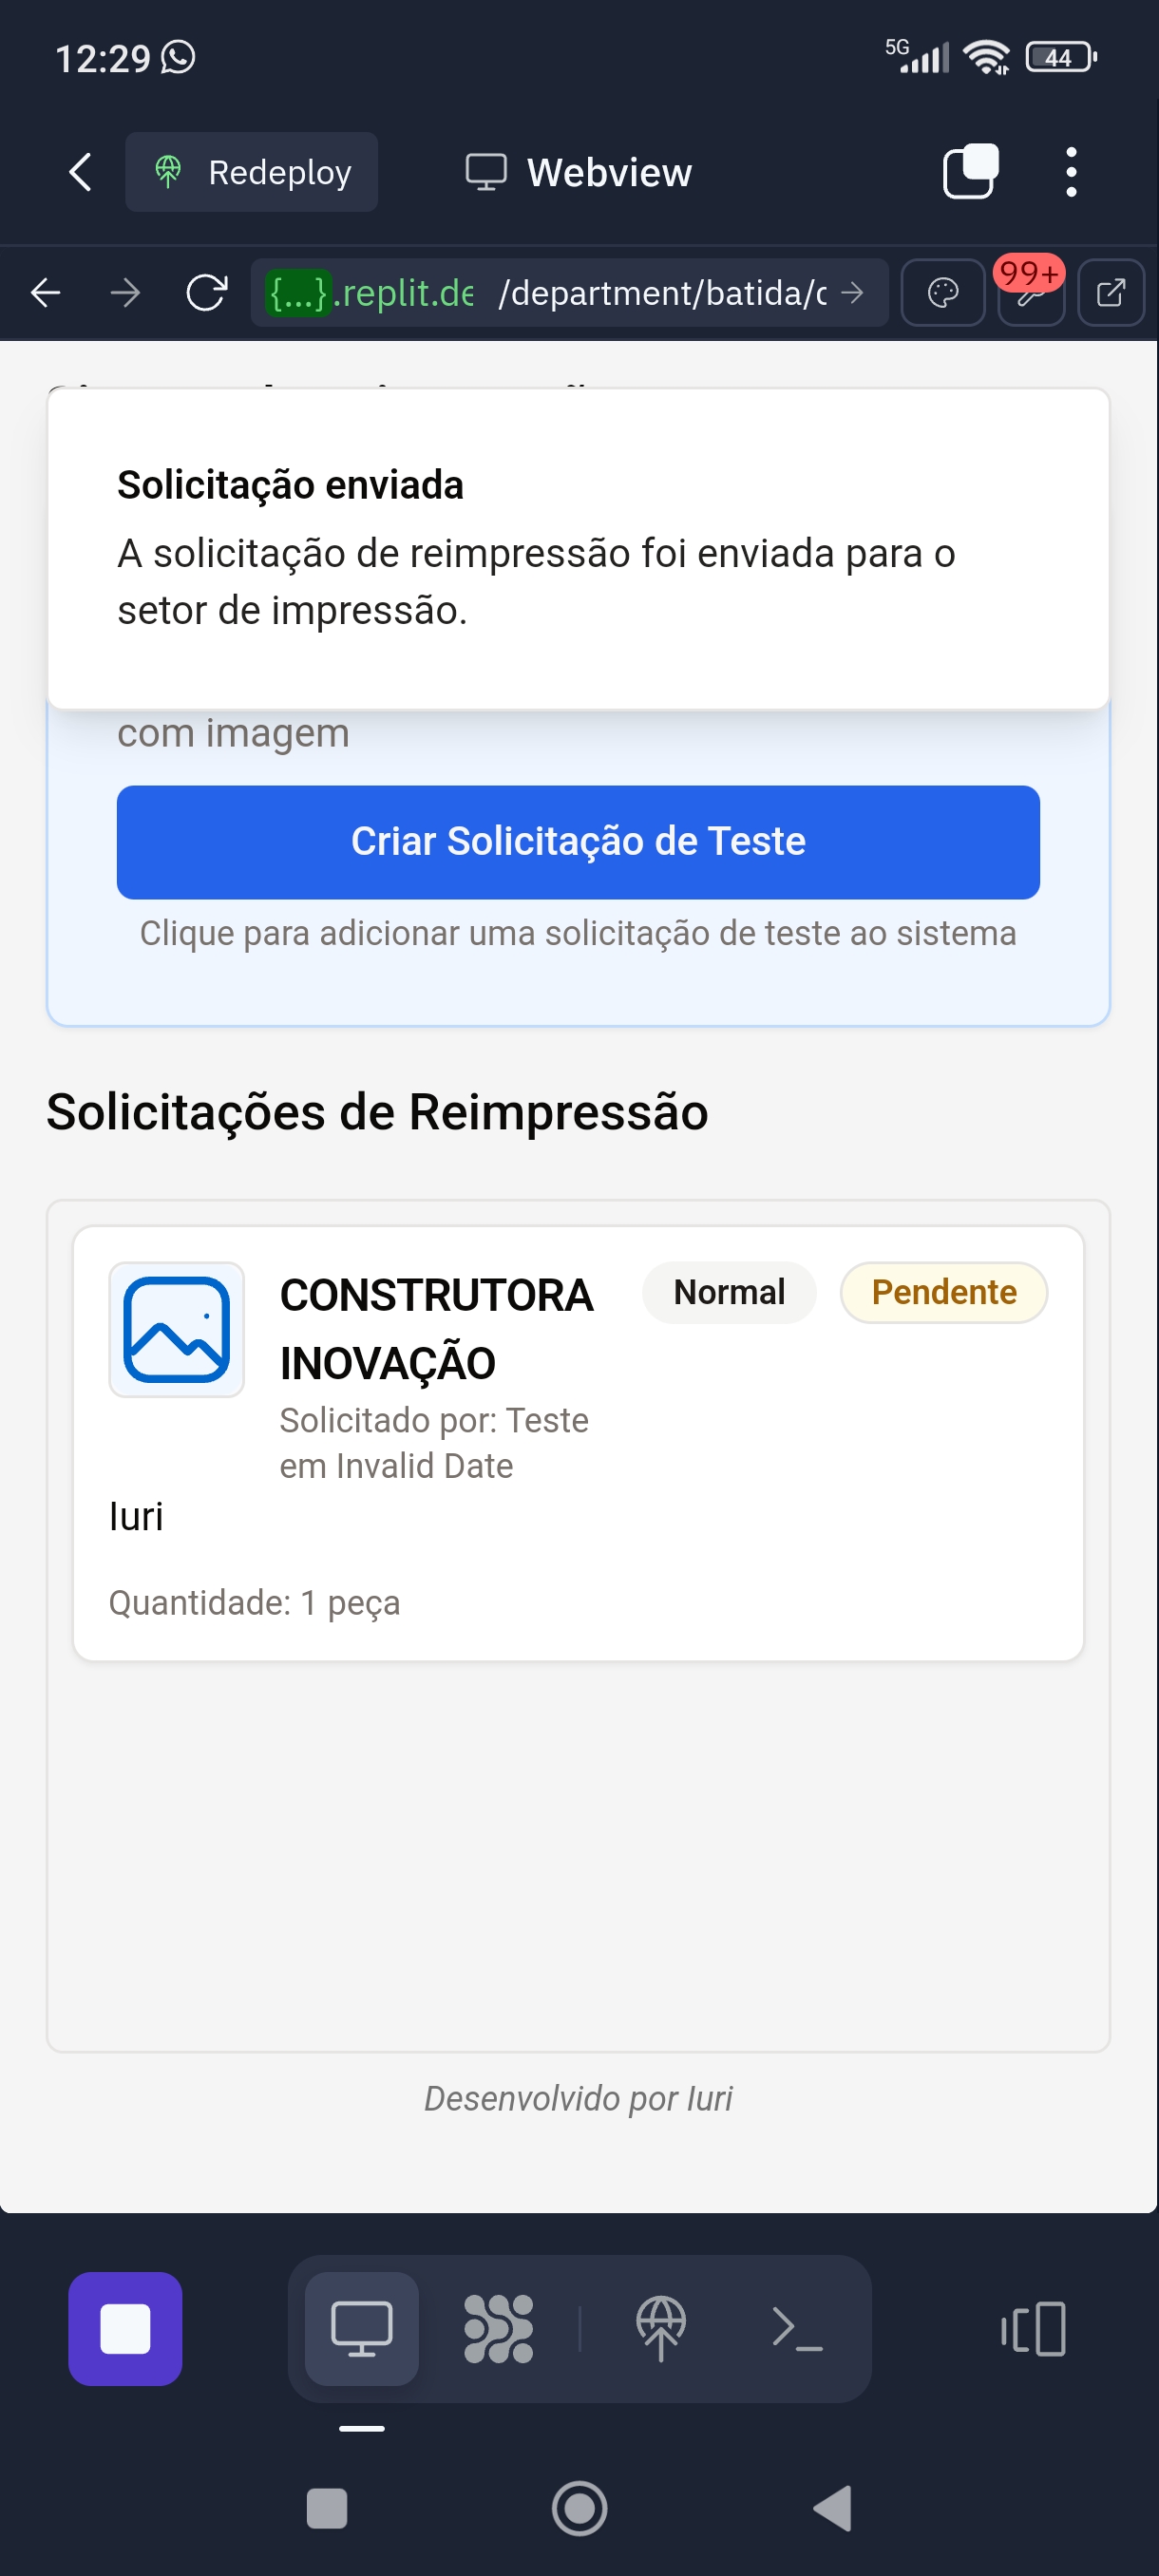 12:29
5G
44
Redeploy
Webview
{...}.replit.de /department/batida/c
99+
Solicitação enviada
A solicitação de reimpressão foi enviada para o
setor de impressão.
com imagem
Criar Solicitação de Teste
Clique para adicionar uma solicitação de teste ao sistema
Solicitações de Reimpressão
CONSTRUTORA
INOVAÇÃO
Normal
Pendente
Solicitado por: Teste
em Invalid Date
Iuri
Quantidade: 1 peça
Desenvolvido por Iuri